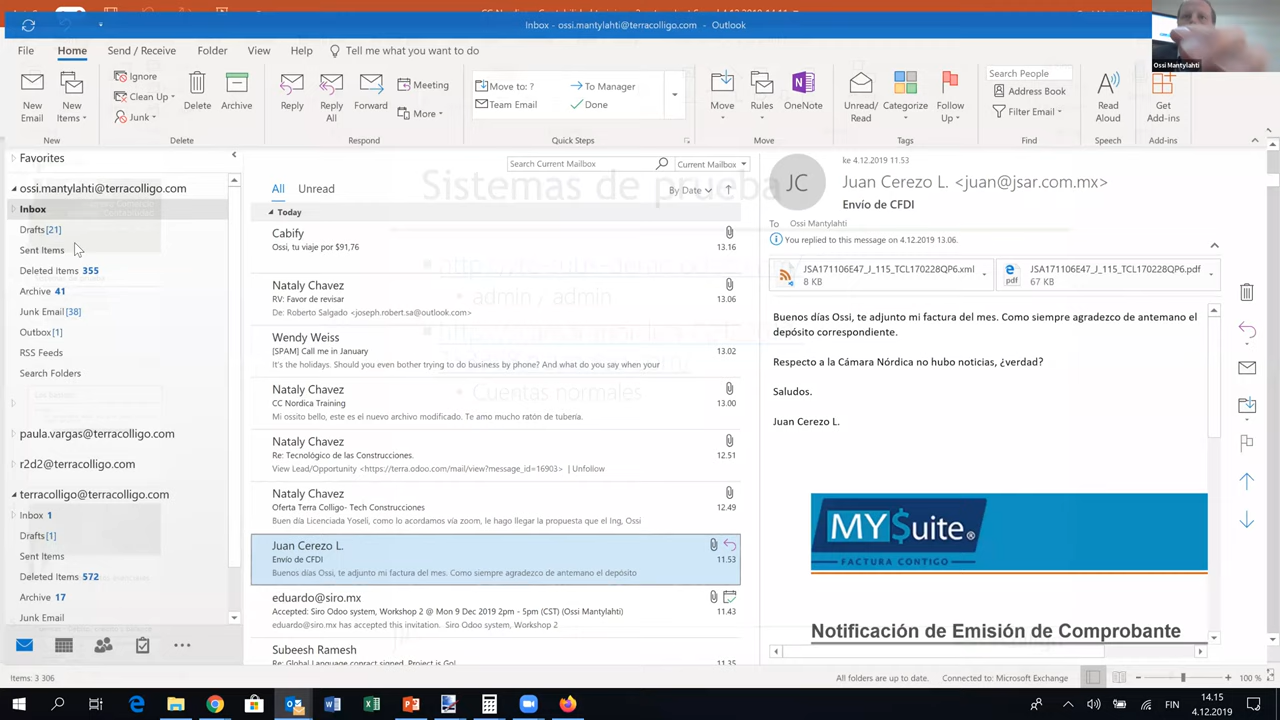 Inbox - ossi.mantylahti@terracolligo.com - Outlook
Ossi Mantylahti
File Home Send / Receive Folder View Help Tell me what you want to do
New Email
New Items
Ignore
Clean Up
Junk
Delete
Archive
Reply
Reply All
Forward
Meeting
More
Move to: ?
Team Email
To Manager
Done
Move
Rules
OneNote
Unread/ Read
Categorize
Follow Up
Search People
Address Book
Filter Email
Read Aloud
Get Add-ins
New Delete Respond Quick Steps Move Tags Find Speech Add-ins
Favorites
ossi.mantylahti@terracolligo.com
Inbox
Drafts [21]
Sent Items
Deleted Items 355
Archive 41
Junk Email [38]
Outbox [1]
RSS Feeds
Search Folders
paula.vargas@terracolligo.com
r2d2@terracolligo.com
terracolligo@terracolligo.com
Inbox 1
Drafts [1]
Sent Items
Deleted Items 572
Archive 17
Junk Email
Search Current Mailbox Current Mailbox
All Unread By Date
Today
Cabify
Ossi, tu viaje por $91,76 13.16
Nataly Chavez
RV: Favor de revisar 13.06
De: Roberto Salgado <joseph.robert.sa@outlook.com>
Wendy Weiss
[SPAM] Call me in January 13.02
It's the holidays. Should you even bother trying to do business by phone? And what do you say when your
Nataly Chavez
CC Nordica Training 13.00
Mi ossito bello, este es el nuevo archivo modificado. Te amo mucho ratón de tubería.
Nataly Chavez
Re: Tecnológico de las Construcciones. 12.51
View Lead/Opportunity <https://terra.odoo.com/mail/view?message_id=16903> | Unfollow
Nataly Chavez
Oferta Terra Colligo- Tech Construcciones 12.49
Buen día Licenciada Yoseli, como lo acordamos vía zoom, le hago llegar la propuesta que el Ing, Ossi
Juan Cerezo L.
Envío de CFDI 11.53
Buenos días Ossi, te adjunto mi factura del mes. Como siempre agradezco de antemano el depósito
eduardo@siro.mx
Accepted: Siro Odoo system, Workshop 2 @ Mon 9 Dec 2019 2pm - 5pm (CST) (Ossi Mantylahti) 11.43
eduardo@siro.mx has accepted this invitation. Siro Odoo system, Workshop 2
Subeesh Ramesh
Re: Global Language conract signed. Project is Go! 11.35
Sistemas de prueba
admin / admin
Cuentas normales
JC
ke 4.12.2019 11.53
Juan Cerezo L. <juan@jsar.com.mx>
Envío de CFDI
To Ossi Mantylahti
You replied to this message on 4.12.2019 13.06.
JSA171106E47_J_115_TCL170228QP6.xml
8 KB
JSA171106E47_J_115_TCL170228QP6.pdf
67 KB
Buenos días Ossi, te adjunto mi factura del mes. Como siempre agradezco de antemano el
depósito correspondiente.
Respecto a la Cámara Nórdica no hubo noticias, ¿verdad?
Saludos.
Juan Cerezo L.
MY$uite®
FACTURA CONTIGO
Notificación de Emisión de Comprobante
Items: 3 306 All folders are up to date. Connected to: Microsoft Exchange 100 %
FIN
14.15
4.12.2019